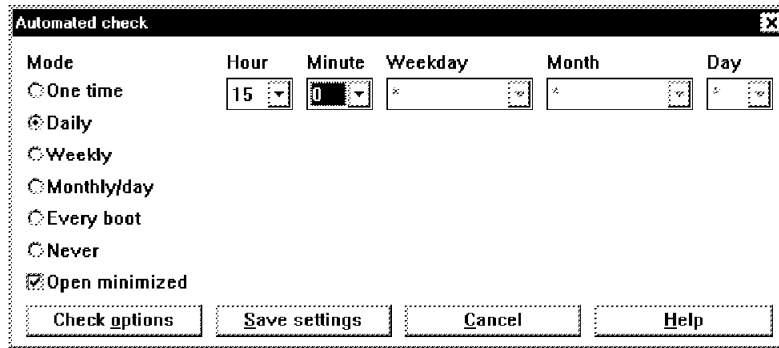 Automated check
Mode Hour Minute Weekday Month Day
One time 15 0 * * *
Daily
Weekly
Monthly/day
Every boot
Never
Open minimized
Check options Save settings Cancel Help